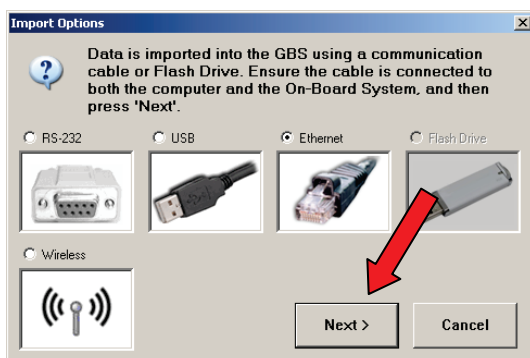 Import Options
Data is imported into the GBS using a communication
cable or Flash Drive. Ensure the cable is connected to
both the computer and the On-Board System, and then
press 'Next'.
RS-232 USB Ethernet Flash Drive
Wireless
Next > Cancel